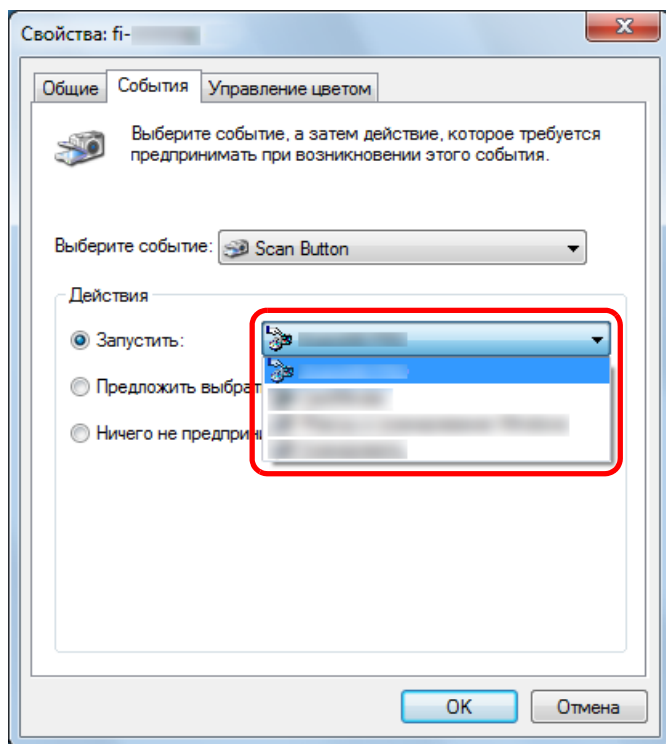 Свойства: fi-
Общие
События
Управление цветом
Выберите событие, а затем действие, которое требуется
предпринимать при возникновении этого события.
Выберите событие:
Scan Button
Действия
Запустить:
Предложить выбрат
Ничего не предприн
OK
Отмена